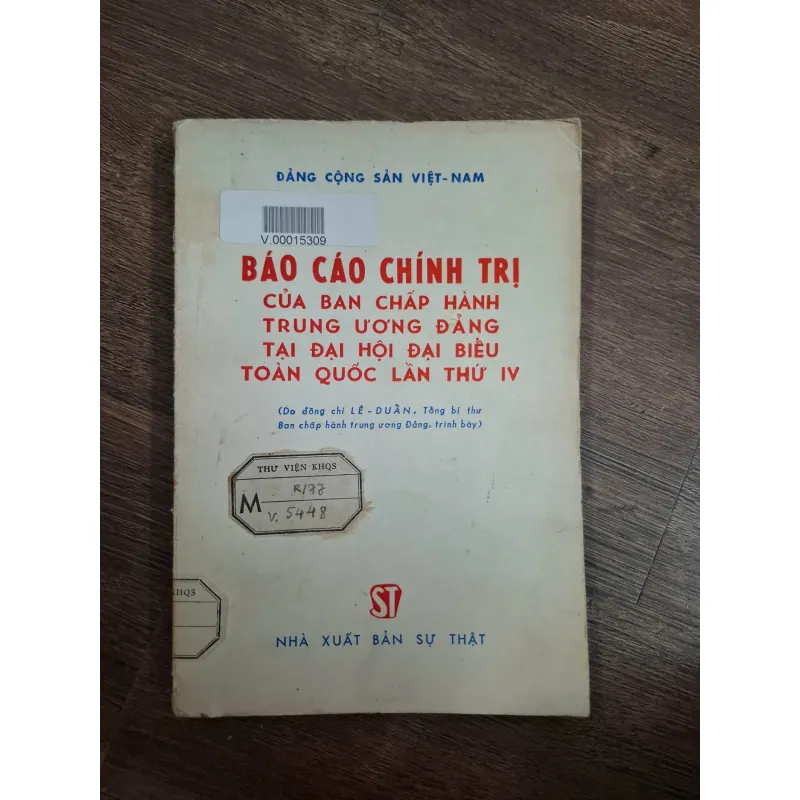 ĐẢNG CỘNG SẢN VIỆT-NAM
V.00015309
BÁO CÁO CHÍNH TRỊ
CỦA BAN CHẤP HÀNH
TRUNG ƯƠNG ĐẢNG
TẠI ĐẠI HỘI ĐẠI BIỂU
TOÀN QUỐC LẦN THỨ IV
(Do đồng chí LÊ-DUẨN, Tổng bí thư
Ban chấp hành trung ương Đảng, trình bày)
THƯ VIỆN KHQS
M
R/77
V. 5448
KHQS
ST
NHÀ XUẤT BẢN SỰ THẬT